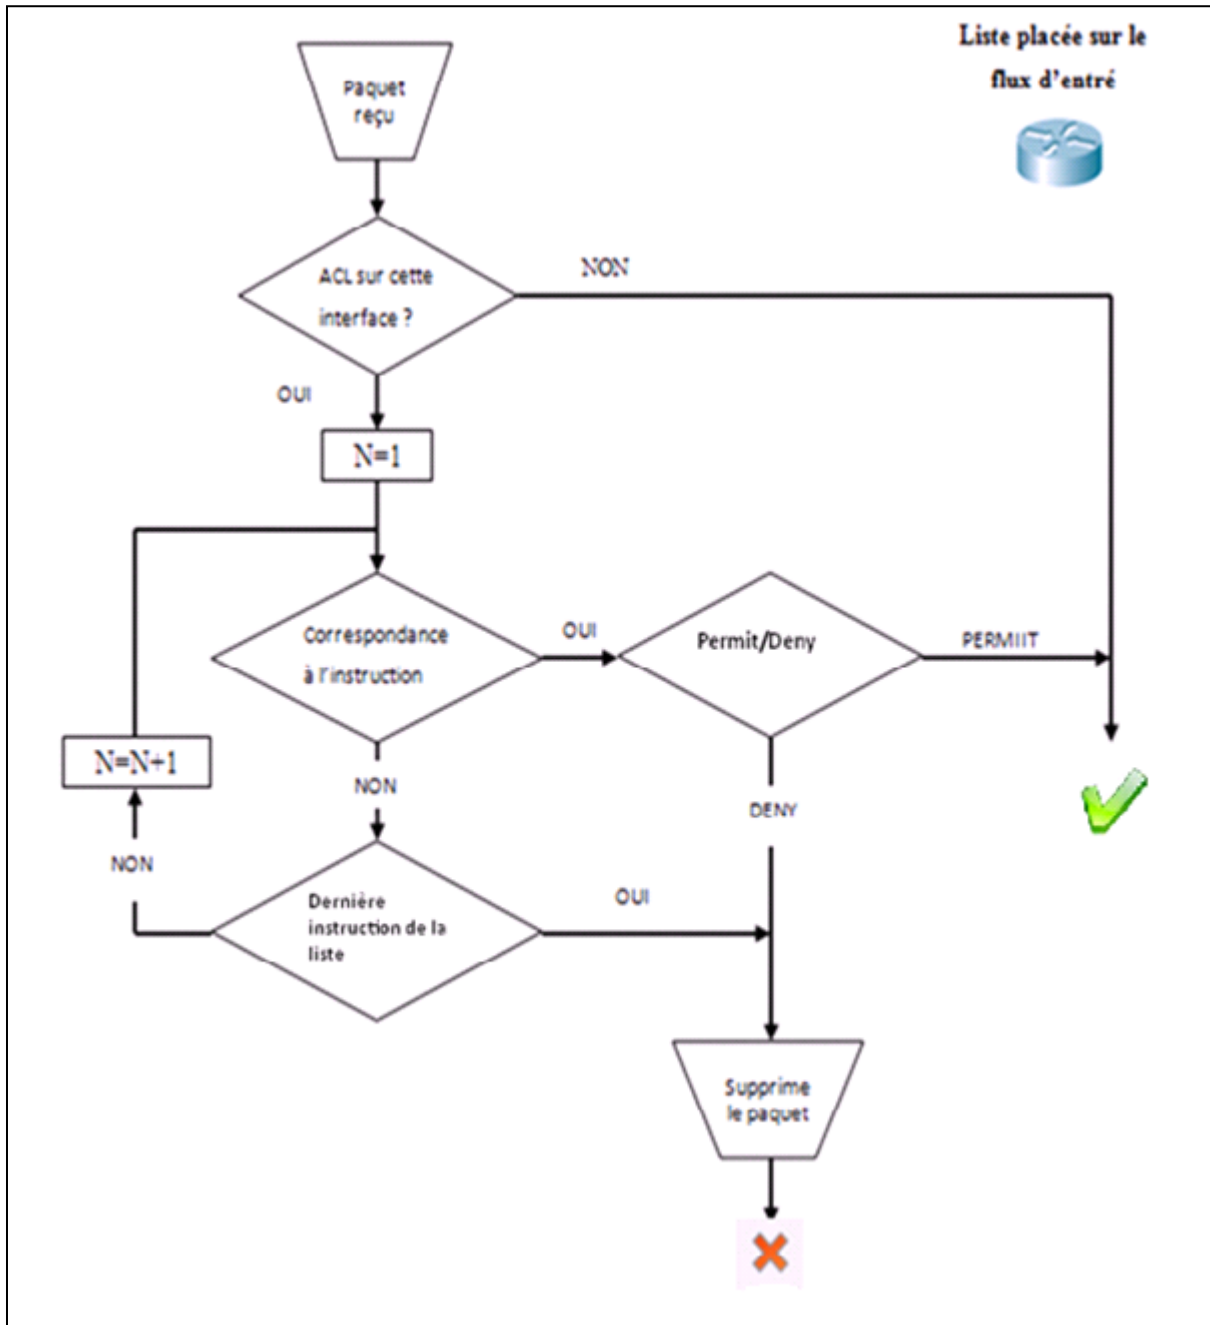 Liste placée sur le
flux d'entré
Paquet
reçu
ACL sur cette
interface ?
NON
OUI
N=1
Correspondance
à l'instruction
OUI
Permit/Deny
PERMIIT
N=N+1
NON
DENY
NON
Dernière
instruction de la
liste
OUI
Supprime
le paquet